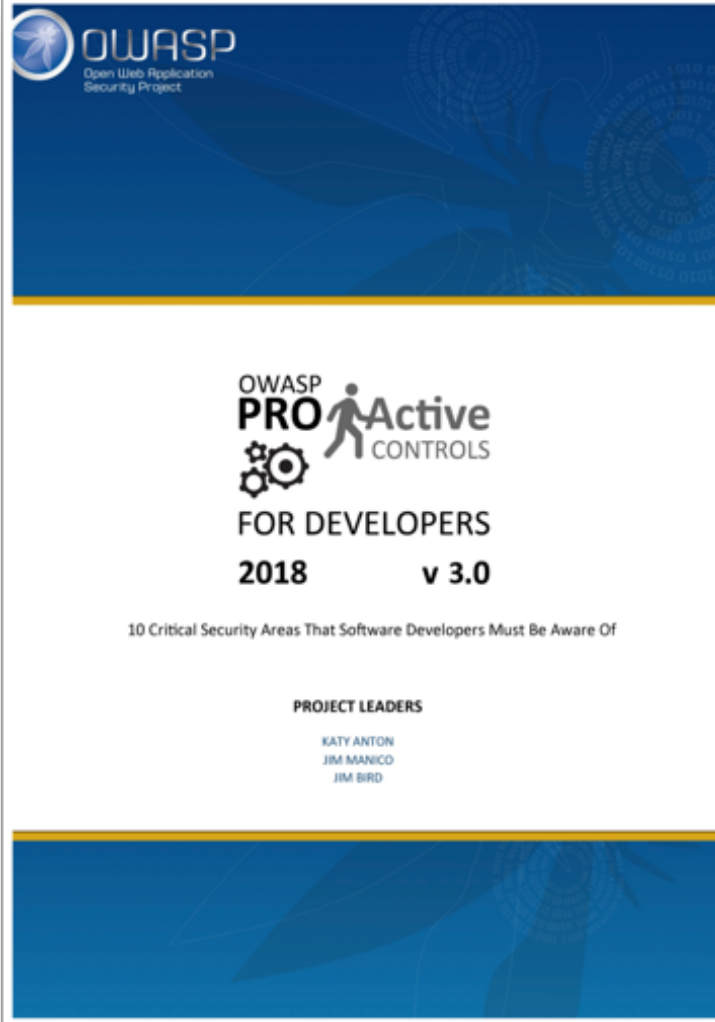 OWASP
Open Web Application
Security Project
OWASP
PRO Active
CONTROLS
FOR DEVELOPERS
2018 v 3.0
10 Critical Security Areas That Software Developers Must Be Aware Of
PROJECT LEADERS
KATY ANTON
JIM MANICO
JIM BIRD